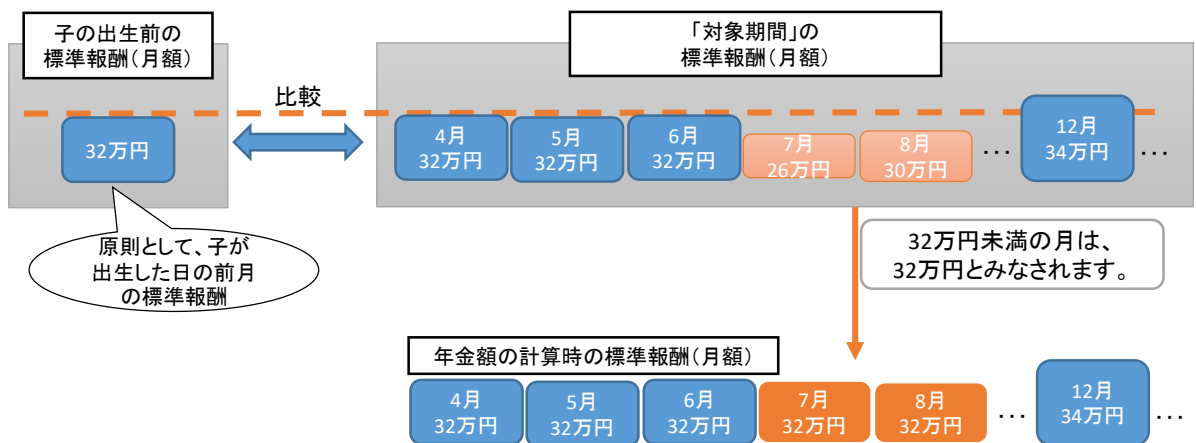 子の出生前の
標準報酬（月額）
「対象期間」の
標準報酬（月額）
比較
32万円
4月
32万円
5月
32万円
6月
32万円
7月
26万円
8月
30万円
…
12月
34万円
…
原則として、子が
出生した日の前月
の標準報酬
32万円未満の月は、
32万円とみなされます。
年金額の計算時の標準報酬（月額）
4月
32万円
5月
32万円
6月
32万円
7月
32万円
8月
32万円
…
12月
34万円
…